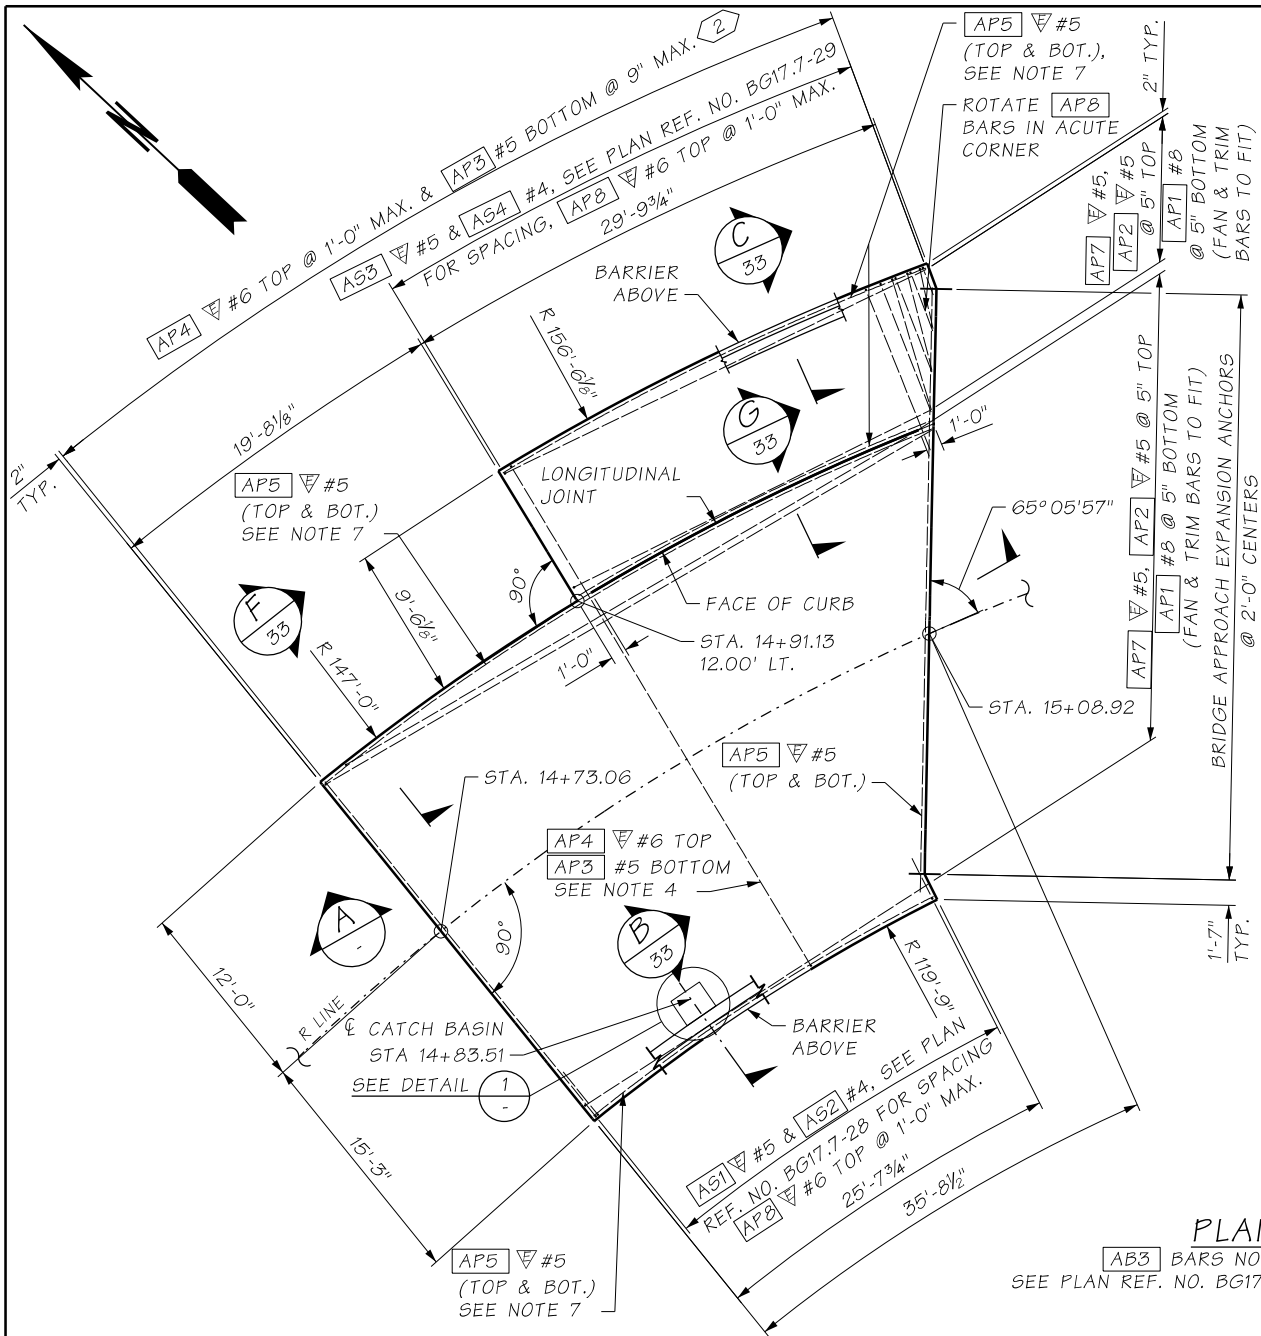 N
AP4 E #6 TOP @ 1'-0" MAX. & AP3 #5 BOTTOM @ 9" MAX. 2
AS3 E #5 & AS4 #4, SEE PLAN REF. NO. BG17.7-29
FOR SPACING, AP8 E #6 TOP @ 1'-0" MAX.
29'-9¾"
AP5 E #5
(TOP & BOT.),
SEE NOTE 7
ROTATE AP8
BARS IN ACUTE
CORNER
2" TYP.
AP7 E #5,
AP2 E #5
@ 5" TOP
AP1 #8
@ 5" BOTTOM
(FAN & TRIM
BARS TO FIT)
C
33
BARRIER
ABOVE
R 156'-6⅛"
19'-8⅛"
2"
TYP.
AP5 E #5
(TOP & BOT.)
SEE NOTE 7
G
33
1'-0"
LONGITUDINAL
JOINT
65°05'57"
AP7 E #5, AP2 E #5 @ 5" TOP
AP1 #8 @ 5" BOTTOM
(FAN & TRIM BARS TO FIT)
BRIDGE APPROACH EXPANSION ANCHORS
@ 2'-0" CENTERS
F
33
9'-6⅛"
90°
FACE OF CURB
STA. 14+91.13
12.00' LT.
1'-0"
R 147'-0"
STA. 15+08.92
STA. 14+73.06
AP5 E #5
(TOP & BOT.)
AP4 E #6 TOP
AP3 #5 BOTTOM
SEE NOTE 4
A
-
90°
B
33
R 119'-9"
1'-7"
TYP.
12'-0"
R LINE
℄ CATCH BASIN
STA 14+83.51
SEE DETAIL 1
-
BARRIER
ABOVE
15'-3"
AS1 E #5 & AS2 #4, SEE PLAN
REF. NO. BG17.7-28 FOR SPACING
AP8 E #6 TOP @ 1'-0" MAX.
25'-7¾"
35'-8½"
AP5 E #5
(TOP & BOT.)
SEE NOTE 7
PLA
AB3 BARS NO
SEE PLAN REF. NO. BG17